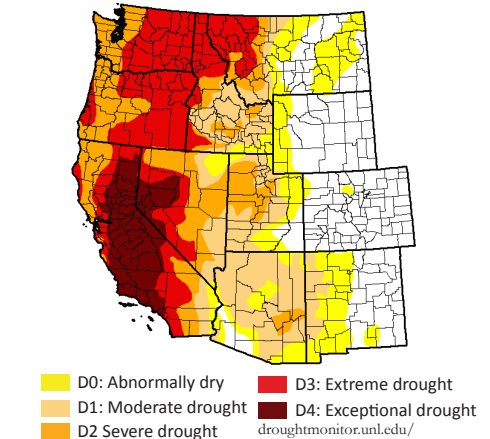 D0: Abnormally dry
D1: Moderate drought
D2 Severe drought
D3: Extreme drought
D4: Exceptional drought
droughtmonitor.unl.edu/